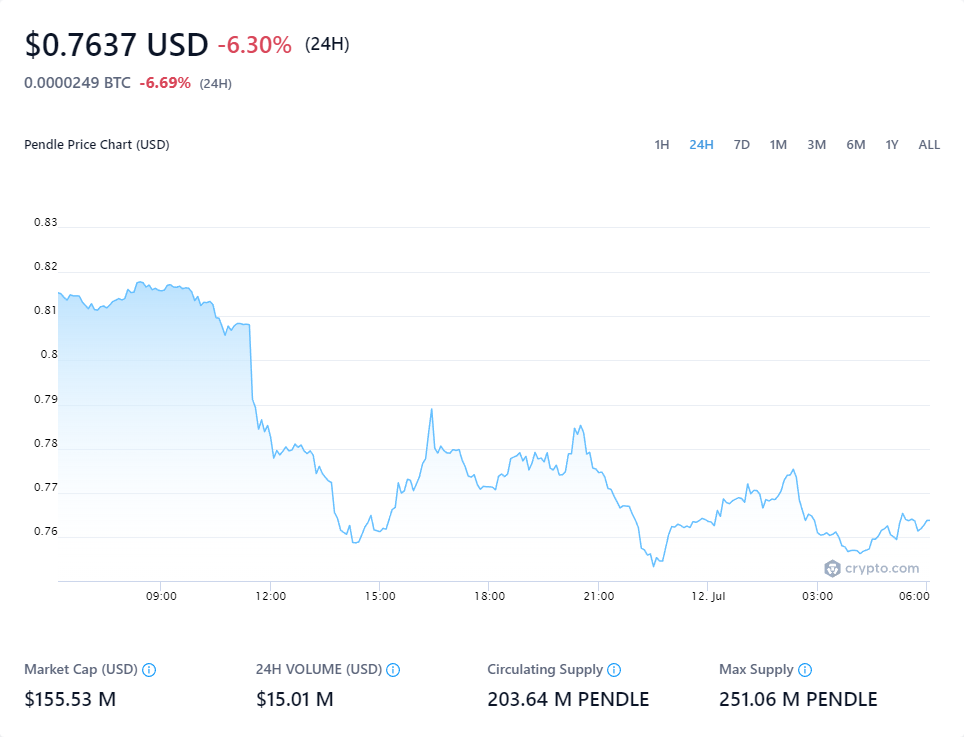 $0.7637 USD -6.30% (24H)
0.0000249 BTC -6.69% (24H)
Pendle Price Chart (USD) 1H 24H 7D 1M 3M 6M 1Y ALL
0.83
0.82
0.81
0.8
0.79
0.78
0.77
0.76
crypto.com
09:00 12:00 15:00 18:00 21:00 12. Jul 03:00 06:00
Market Cap (USD) 24H VOLUME (USD) Circulating Supply Max Supply
$155.53 M $15.01 M 203.64 M PENDLE 251.06 M PENDLE